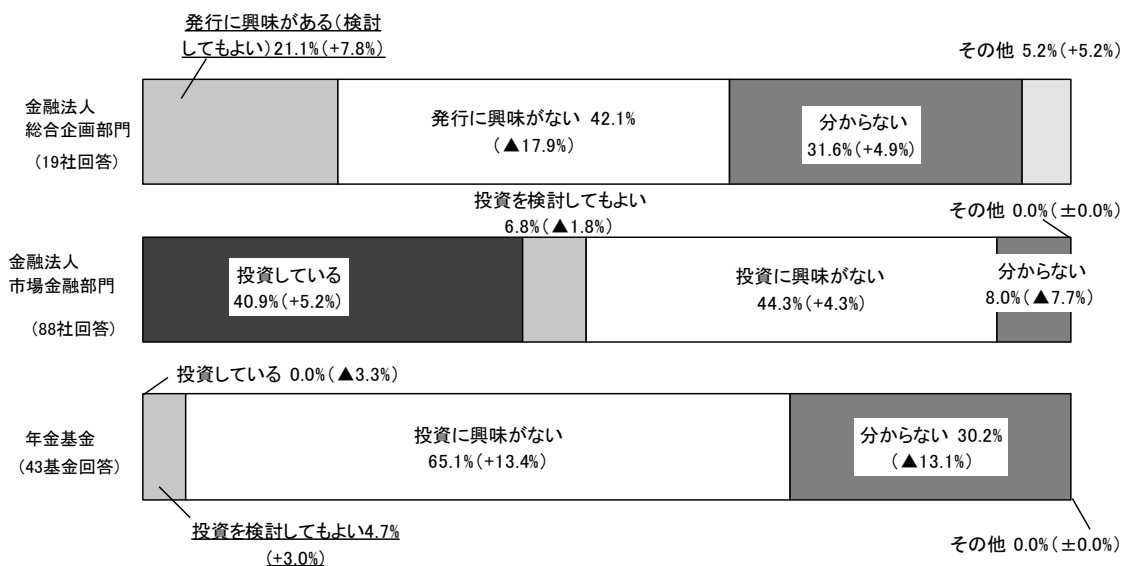 発行に興味がある(検討
してもよい)21.1%(+7.8%)
その他 5.2%(+5.2%)
金融法人
総合企画部門
(19社回答)
発行に興味がない 42.1%
(▲17.9%)
分からない
31.6%(+4.9%)
投資を検討してもよい
6.8%(▲1.8%)
その他 0.0%(±0.0%)
金融法人
市場金融部門
(88社回答)
投資している
40.9%(+5.2%)
投資に興味がない
44.3%(+4.3%)
分からない
8.0%(▲7.7%)
投資している 0.0%(▲3.3%)
年金基金
(43基金回答)
投資に興味がない
65.1%(+13.4%)
分からない 30.2%
(▲13.1%)
投資を検討してもよい4.7%
(+3.0%)
その他 0.0%(±0.0%)